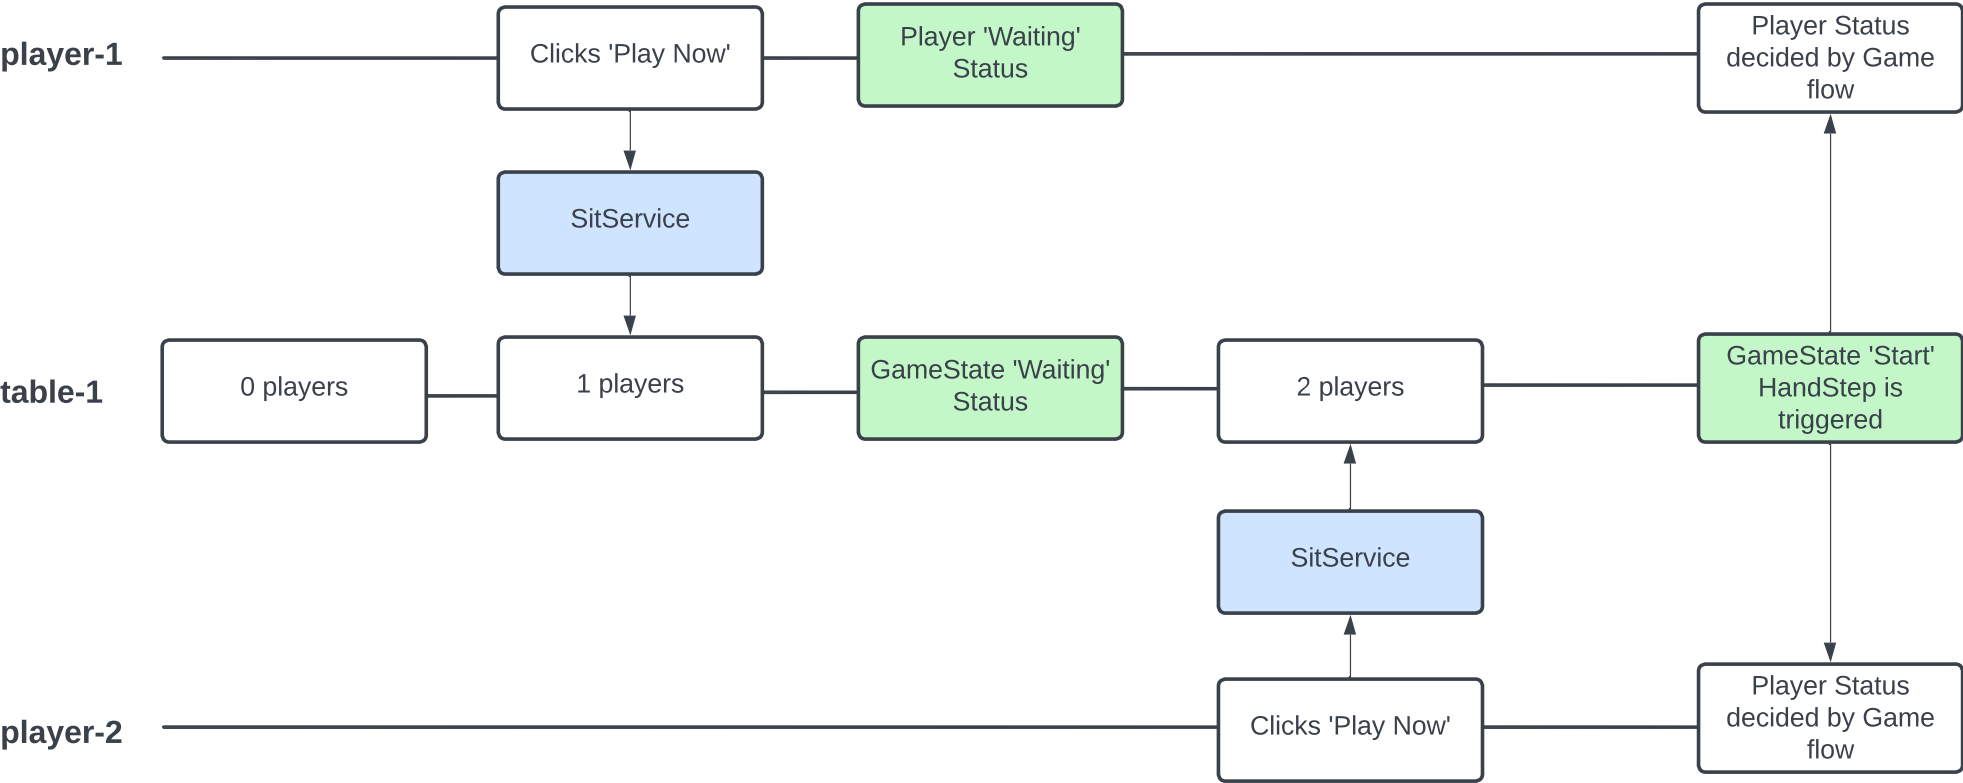 player-1
Clicks 'Play Now'
Player 'Waiting'
Status
Player Status
decided by Game
flow
SitService
table-1
0 players
1 players
GameState 'Waiting'
Status
2 players
GameState 'Start'
HandStep is
triggered
SitService
player-2
Clicks 'Play Now'
Player Status
decided by Game
flow